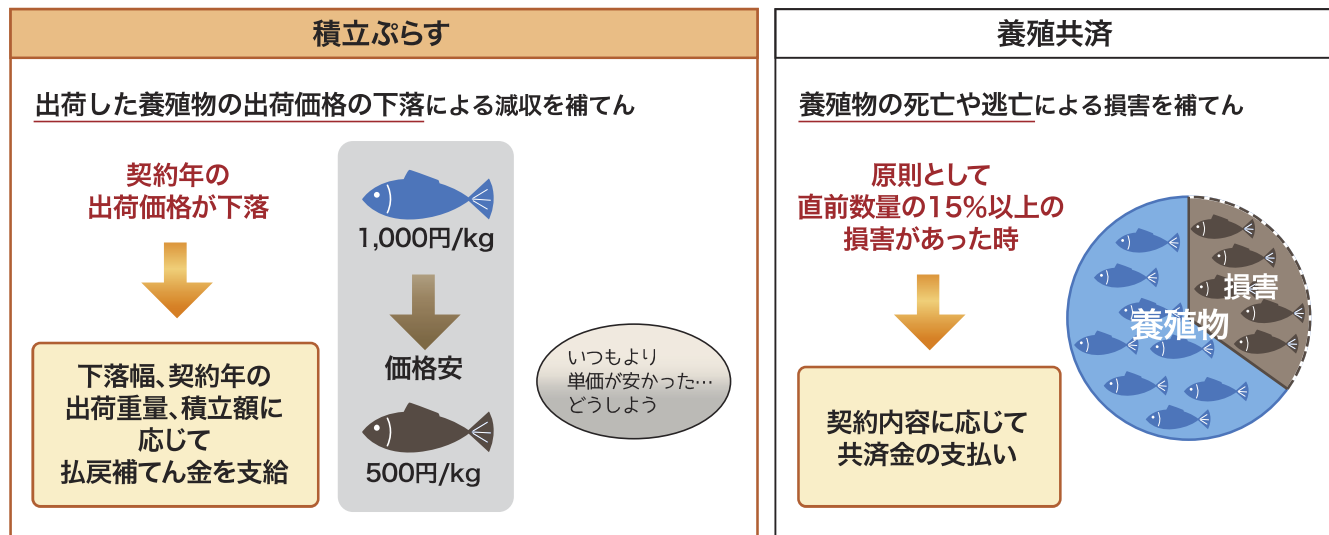 積立ぷらす
出荷した養殖物の出荷価格の下落による減収を補てん
契約年の
出荷価格が下落
下落幅、契約年の
出荷重量、積立額に
応じて
払戻補てん金を支給
1,000円/kg
価格安
500円/kg
いつもより
単価が安かった…
どうしよう
養殖共済
養殖物の死亡や逃亡による損害を補てん
原則として
直前数量の15%以上の
損害があった時
契約内容に応じて
共済金の支払い
損害
養殖物